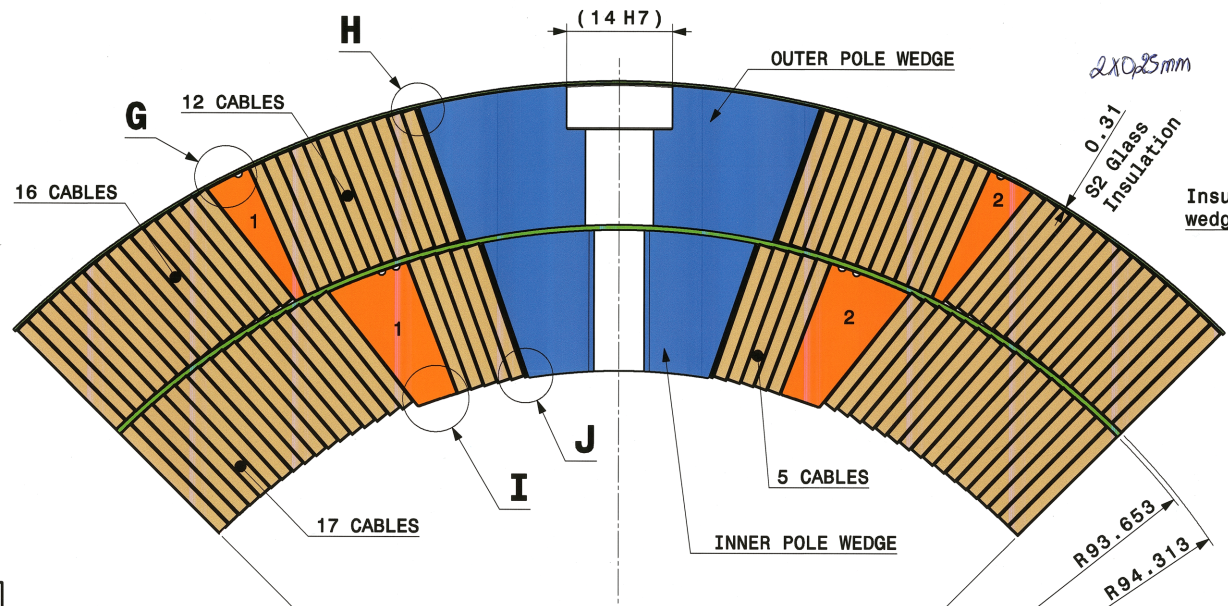 (14 H7)
H
OUTER POLE WEDGE
2X0,25mm
12 CABLES
G
0.31
S2 Glass
Insulation
16 CABLES
1
2
Insu
wedg
1
2
J
I
5 CABLES
17 CABLES
INNER POLE WEDGE
R93.653
R94.313